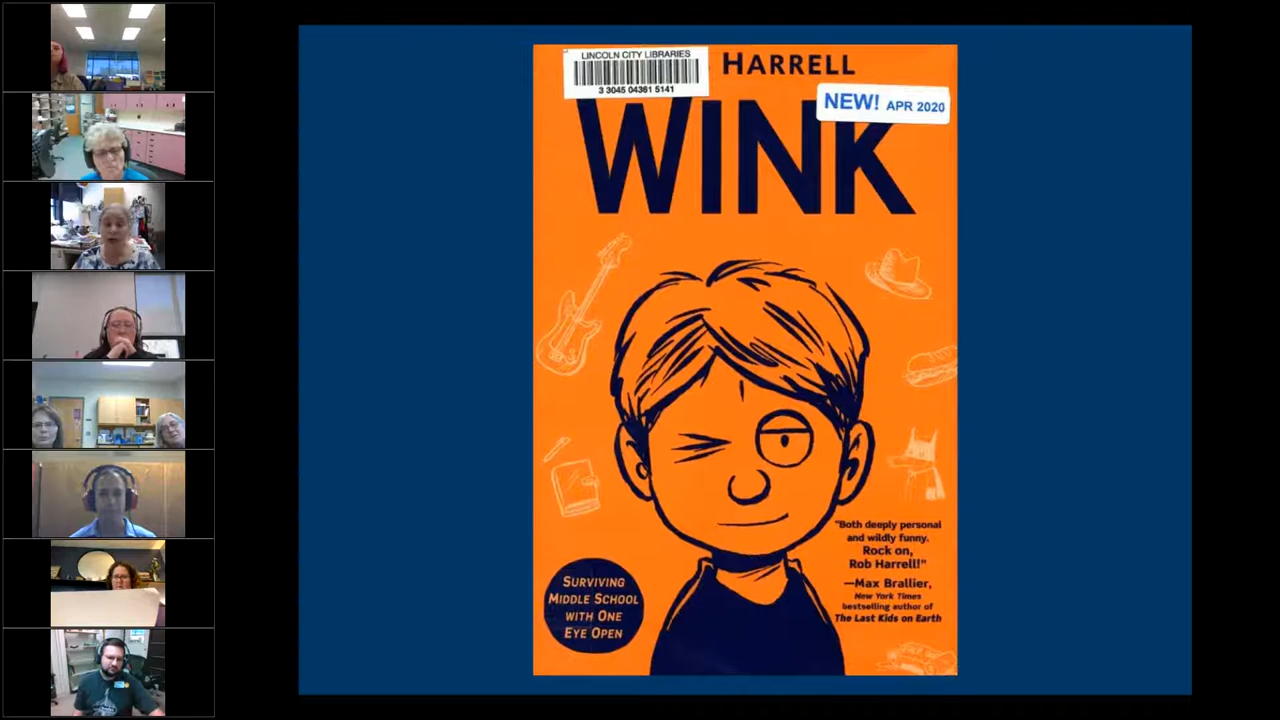 LINCOLN CITY LIBRARIES
3 3045 04361 5141
HARRELL
NEW! APR 2020
WINK
"Both deeply personal
and wildly funny.
Rock on,
Rob Harrell!"
—Max Brallier,
New York Times
bestselling author of
The Last Kids on Earth
SURVIVING
MIDDLE SCHOOL
WITH ONE
EYE OPEN